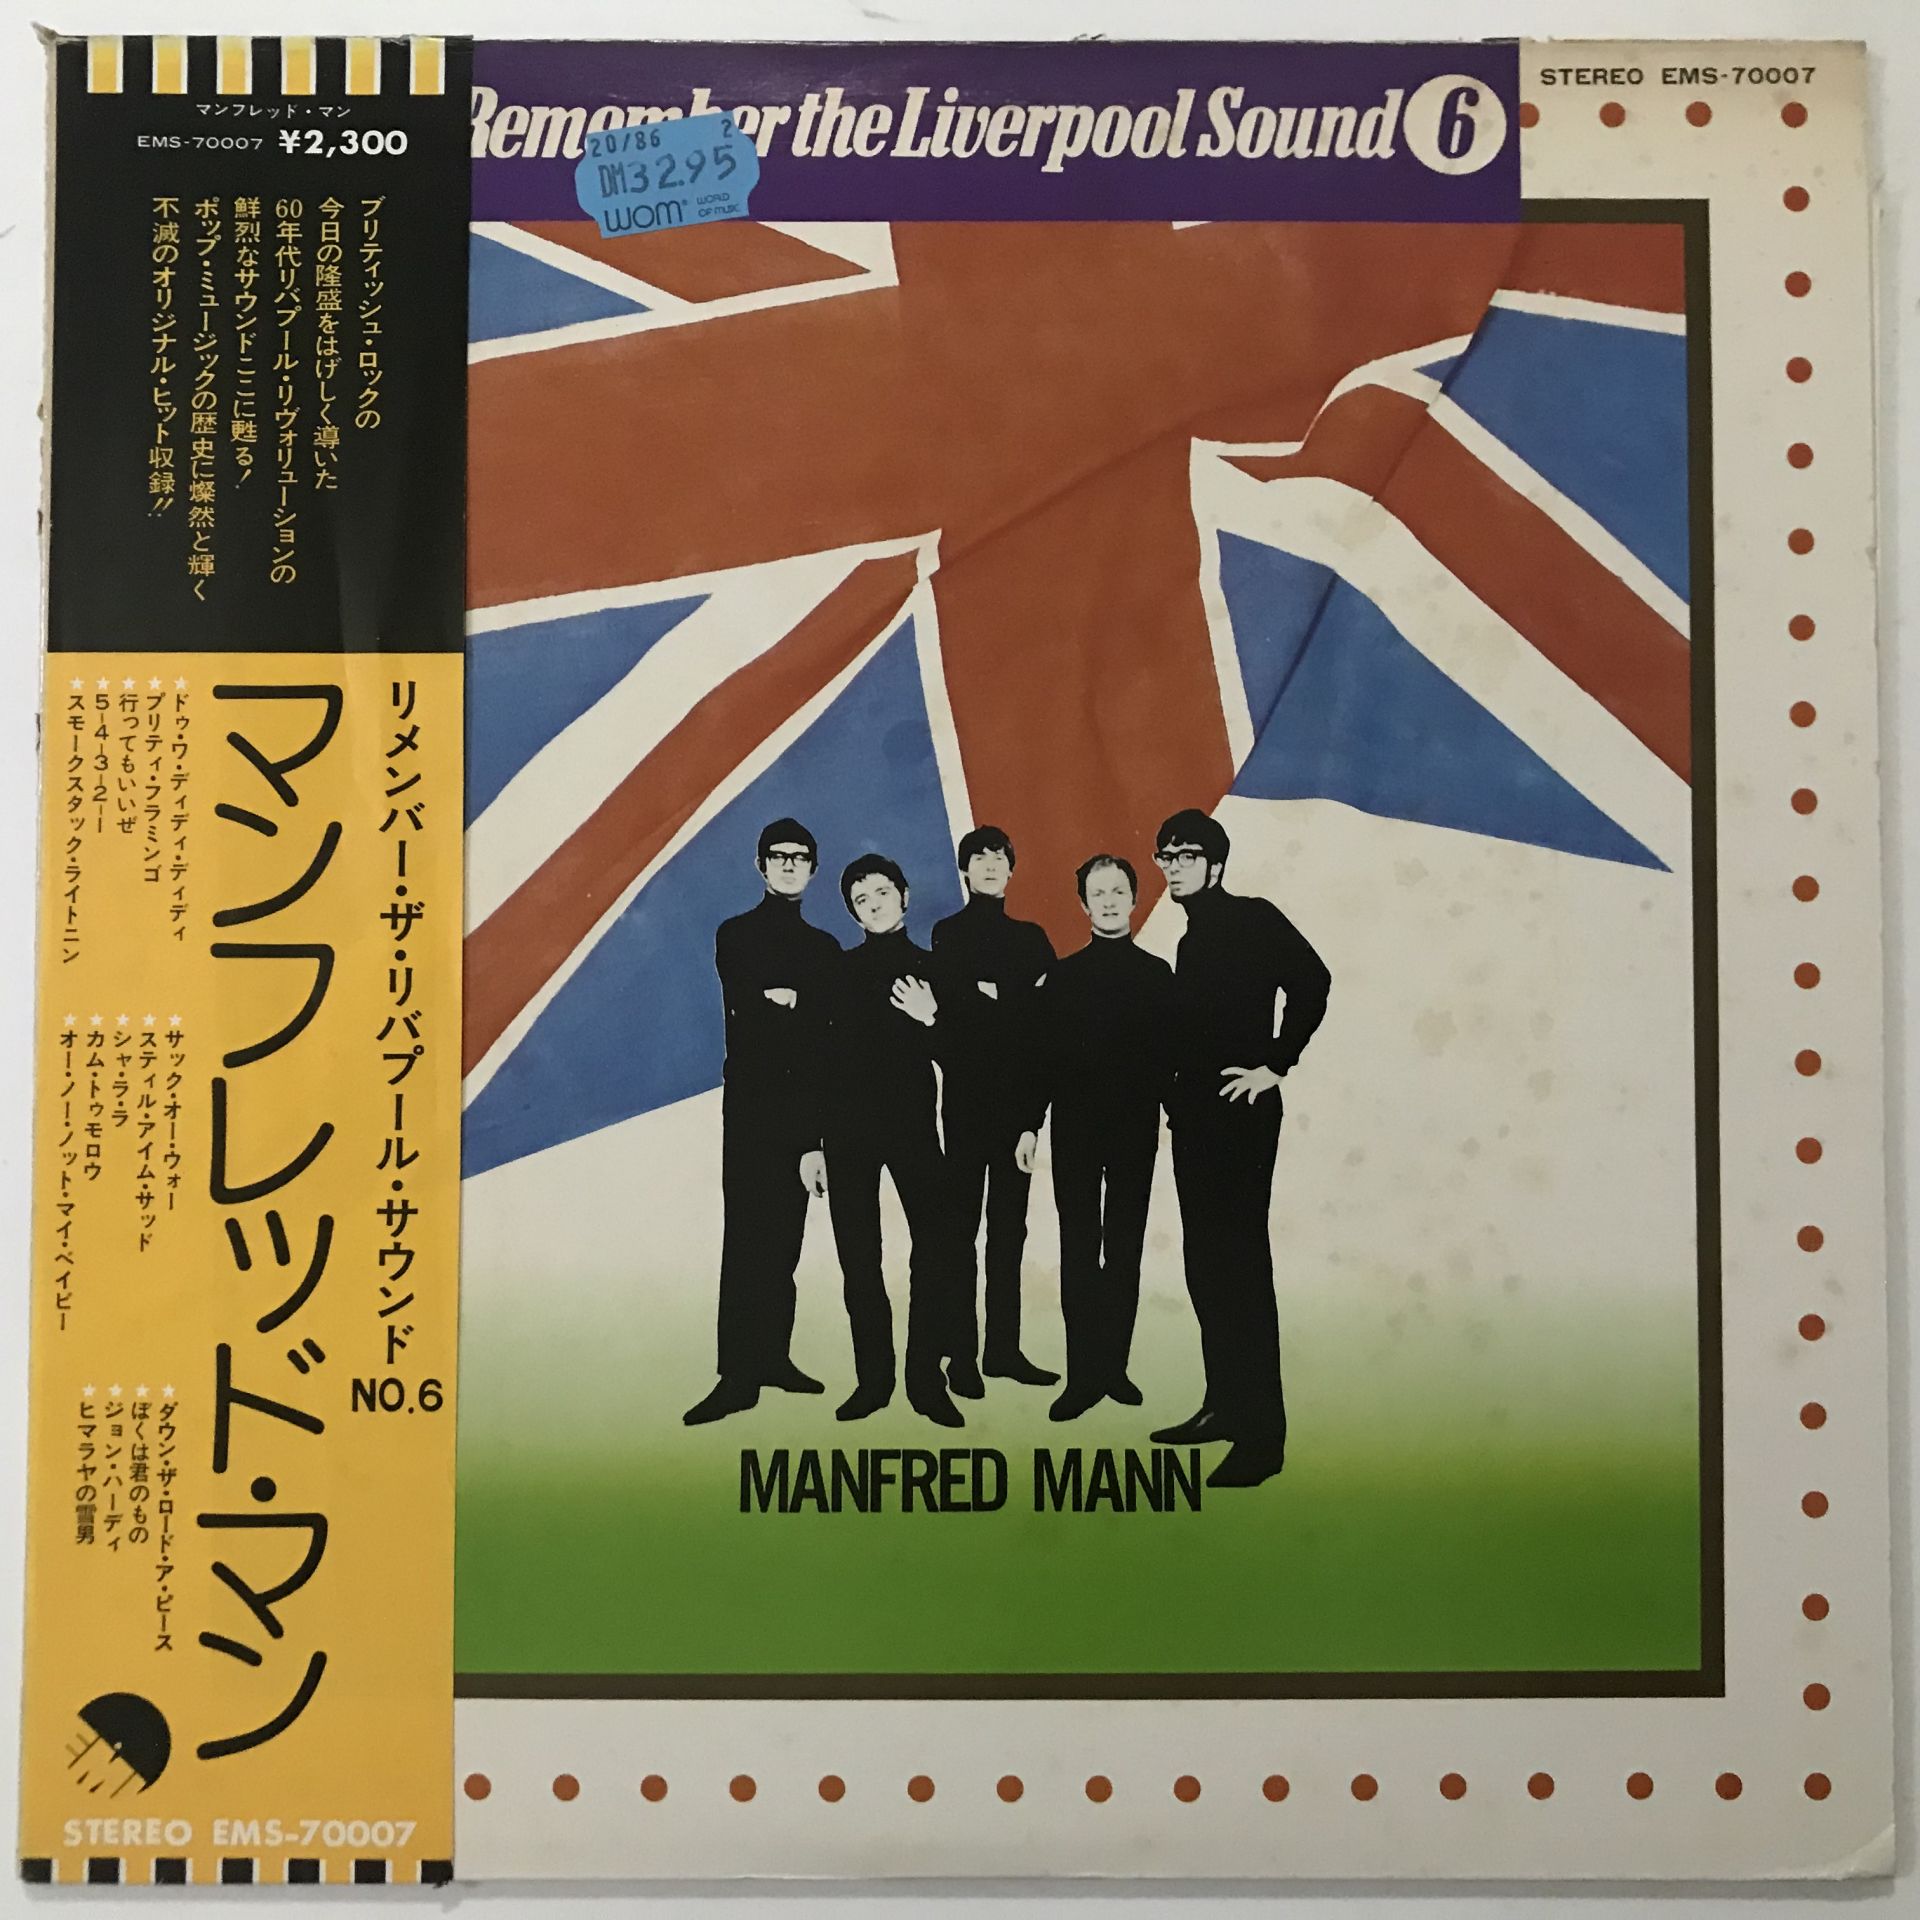 マンフレッド・マン
EMS-70007 ¥2,300
ブリティッシュ・ロックの
今日の隆盛をはげしく導いた
60年代リバプール・リヴォリューションの
鮮烈なサウンドここに甦る!
ポップ・ミュージックの歴史に燦然と輝く
不滅のオリジナル・ヒット収録!!
リメンバー・ザ・リバプール・サウンド
NO.6
マンフレッド・マン
★ドゥ・ワ・ディディ・ディディ
★プリティ・フラミンゴ
★行ってもいいぜ
★5-4-3-2-1
★スモークスタック・ライトニン
★サック・オー・ウォー
★スティル・アイム・サッド
★シャ・ラ・ラ
★カム・トゥモロウ
★オー・ノー・ノット・マイ・ベイビー
★ダウン・ザ・ロード・ア・ピース
★ぼくは君のもの
★ジョン・ハーディ
★ヒマラヤの雪男
STEREO EMS-70007
Remember the Liverpool Sound 6
20/86 2
DM32.95
WOM WORLD
OF MUSIC
STEREO EMS-70007
MANFRED MANN